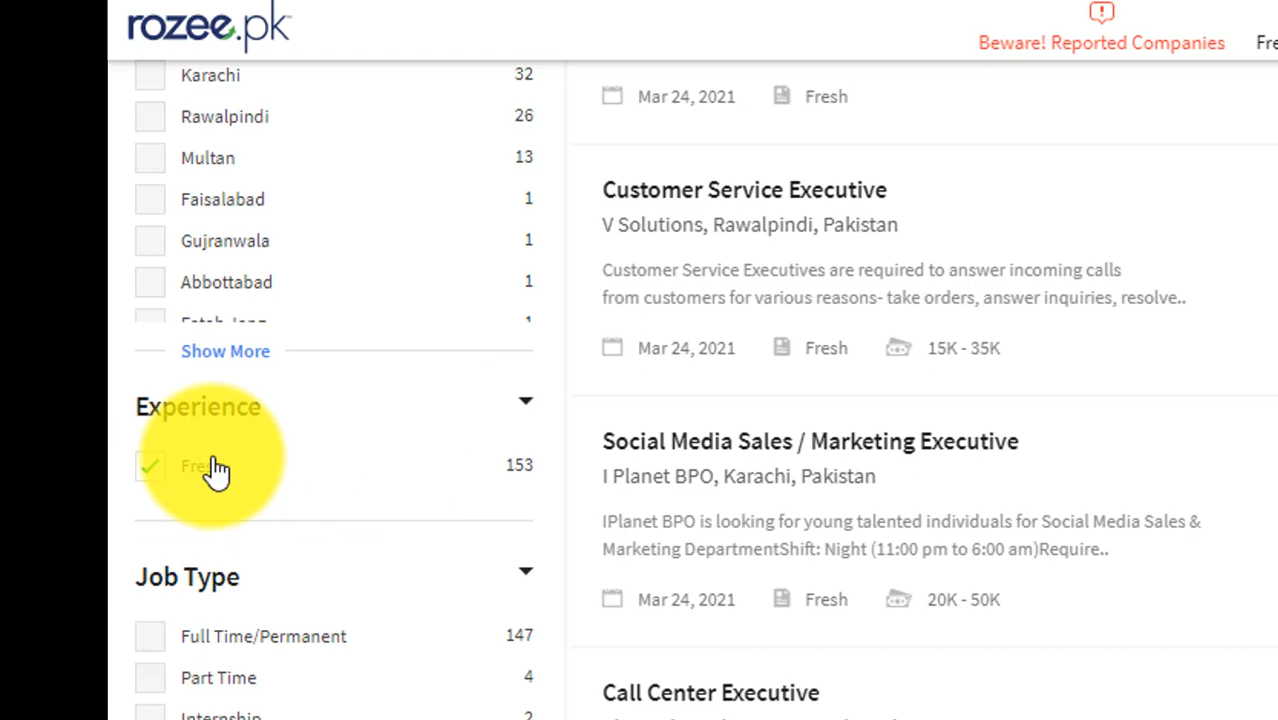 rozee.pk
Beware! Reported Companies
Karachi 32
Rawalpindi 26
Multan 13
Faisalabad 1
Gujranwala 1
Abbottabad 1
1
Show More
Experience
153
Job Type
Full Time/Permanent 147
Part Time 4
Internship 2
Mar 24, 2021 Fresh
Customer Service Executive
V Solutions, Rawalpindi, Pakistan
Customer Service Executives are required to answer incoming calls
from customers for various reasons- take orders, answer inquiries, resolve..
Mar 24, 2021 Fresh 15K - 35K
Social Media Sales / Marketing Executive
I Planet BPO, Karachi, Pakistan
IPlanet BPO is looking for young talented individuals for Social Media Sales &
Marketing DepartmentShift: Night (11:00 pm to 6:00 am)Require..
Mar 24, 2021 Fresh 20K - 50K
Call Center Executive